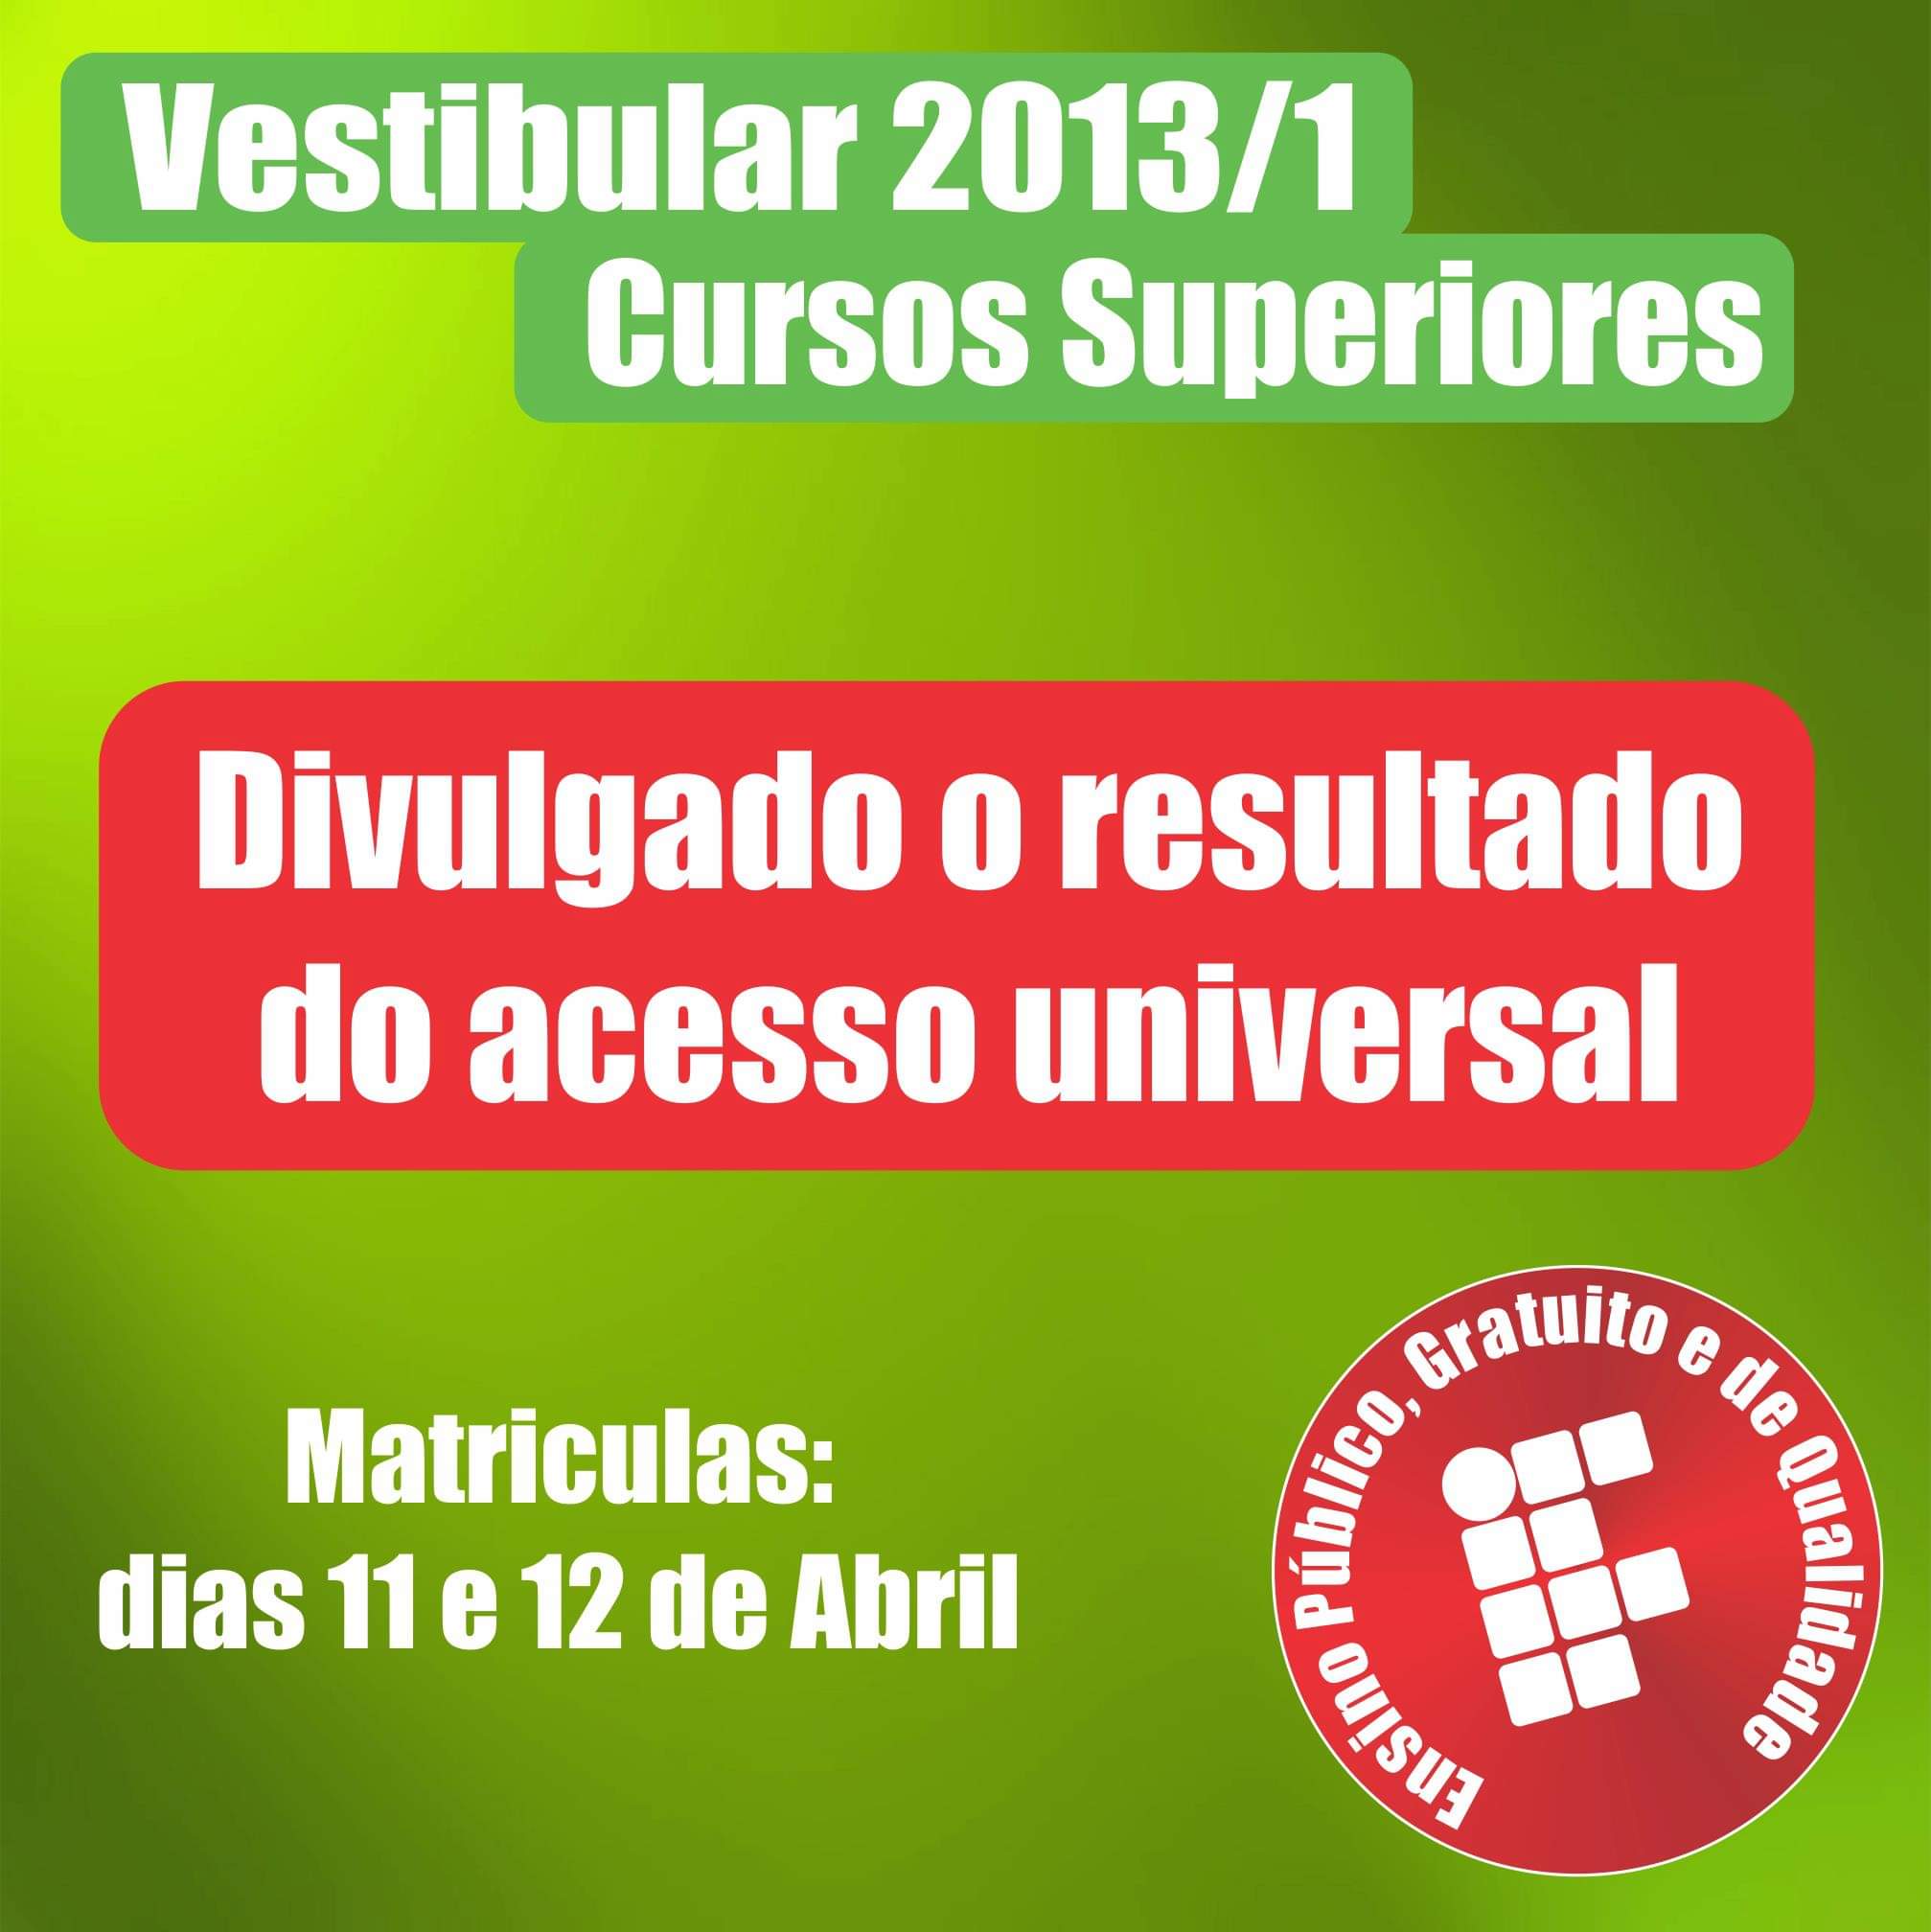 Vestibular 2013/1
Cursos Superiores
Divulgado o resultado
do acesso universal
Matriculas:
dias 11 e 12 de Abril
Ensino Público, Gratuito e de Qualidade